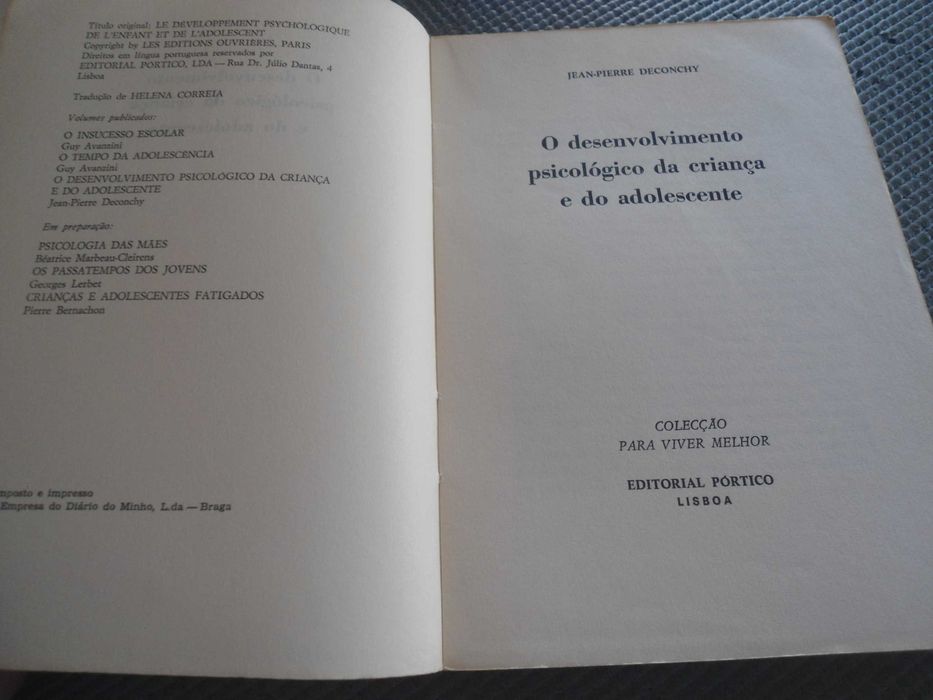 Título original: LE DÉVELOPPEMENT PSYCHOLOGIQUE
DE L'ENFANT ET DE L'ADOLESCENT
Copyright by LES EDITIONS OUVRIÈRES, PARIS
Direitos em língua portuguesa reservados por
EDITORIAL PÓRTICO, LDA — Rua Dr. Júlio Dantas, 4
Lisboa
Tradução de HELENA CORREIA
Volumes publicados:
O INSUCESSO ESCOLAR
Guy Avanzini
O TEMPO DA ADOLESCÊNCIA
Guy Avanzini
O DESENVOLVIMENTO PSICOLÓGICO DA CRIANÇA
E DO ADOLESCENTE
Jean-Pierre Deconchy
Em preparação:
PSICOLOGIA DAS MÃES
Béatrice Marbeau-Cleirens
OS PASSATEMPOS DOS JOVENS
Georges Lerbet
CRIANÇAS E ADOLESCENTES FATIGADOS
Pierre Bernachon
mposto e impresso
Empresa do Diário do Minho, L.da — Braga
JEAN-PIERRE DECONCHY
O desenvolvimento
psicológico da criança
e do adolescente
COLECÇÃO
PARA VIVER MELHOR
EDITORIAL PÓRTICO
LISBOA